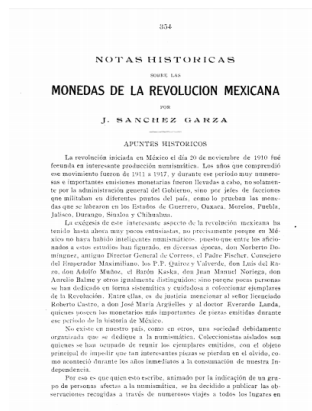 354
NOTAS HISTORICAS
SOBRE LAS
MONEDAS DE LA REVOLUCION MEXICANA
POR
J. SANCHEZ GARZA
APUNTES HISTORICOS
La revolución iniciada en México el día 20 de noviembre de 1910 fué
fecunda en interesante producción numismática. Los años que comprendió
ese movimiento fueron de 1911 a 1917, y durante ese período muy numero-
sas e importantes emisiones monetarias fueron llevadas a cabo, no solamen-
por la administración general del Gobierno, sino por jefes de facciones
que militaban en diferentes puntos del país, como lo prueban las mone-
das que se labraron en los Estados de Guerrero, Oaxaca, Morelos, Puebla,
Jalisco, Durango, Sinaloa y Chihuahua.
La exégesis de este interesante aspecto de la revolución mexicana ha
tenido hasta ahora muy pocos entusiastas, no precisamente porque en Mé-
xico no haya habido inteligentes numismáticos, puesto que entre los aficio-
nados a estos estudios han figurado, en diversas épocas, don Norberto Do-
mínguez, antiguo Director General de Correos, el Padre Fischer, Consejero
del Emperador Maximiliano, los P.P. Quiroz y Valverde, don Luis del Ra-
zo, don Adolfo Muñoz, el Barón Kaska, don Juan Manuel Noriega, don
Aurelio Balme y otros igualmente distinguidos; sino porque pocas personas
se han dedicado en forma sistemática y cuidadosa a coleccionar ejemplares
de la Revolución. Entre ellas, es de justicia mencionar al señor licenciado
Roberto Castro, a don José María Argüelles y al doctor Everardo Landa,
quienes poseen los monetarios más importantes de piezas emitidas durante
ese período de la historia de México.
No existe en nuestro país, como en otros, una sociedad debidamente
organizada que se dedique a la numismática. Coleccionistas aislados son
quienes se han ocupado de reunir los ejemplares emitidos, con el objeto
principal de impedir que tan interesantes piezas se pierdan en el olvido, co-
mo aconteció durante los años inmediatos a la consumación de nuestra In-
dependencia.
Por eso es que quien esto escribe, animado por la indicación de un gru-
po de personas afectas a la numismática, se ha decidido a publicar las ob-
servaciones recogidas a través de numerosos viajes a todos los lugares en